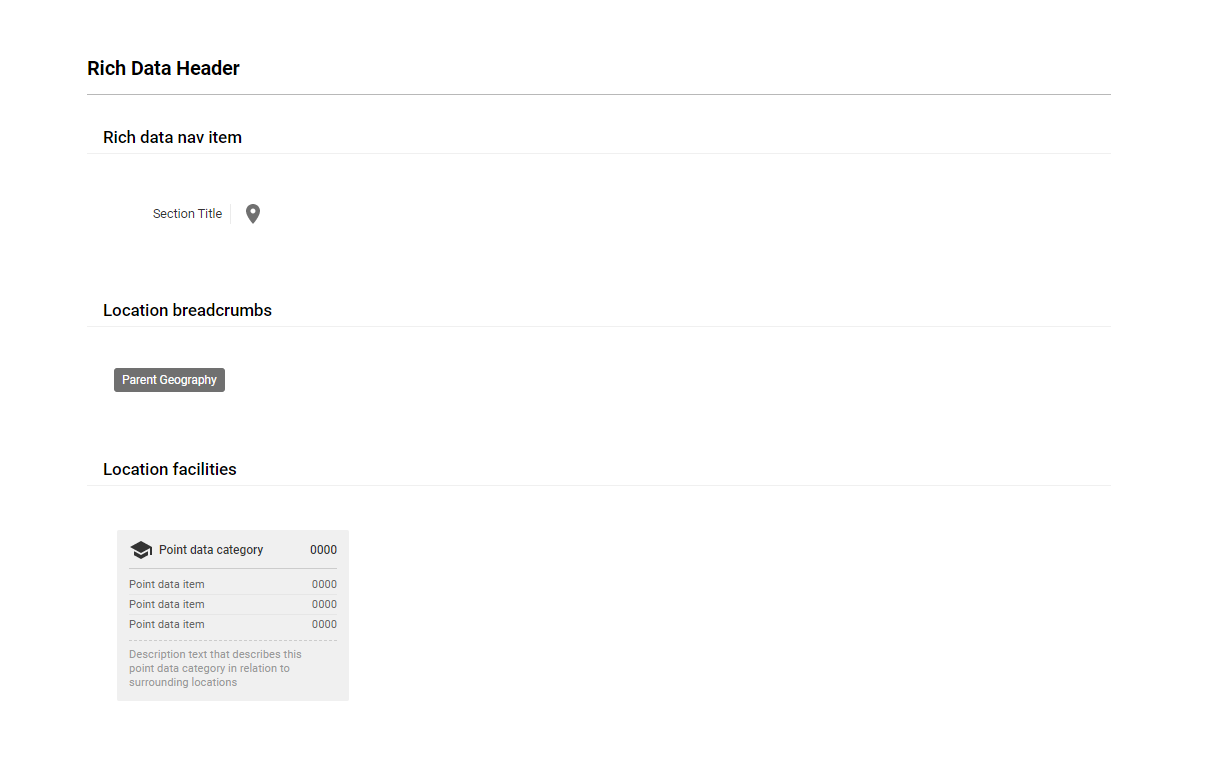 Rich Data Header
Rich data nav item
Section Title
Location breadcrumbs
Parent Geography
Location facilities
Point data category 0000
Point data item 0000
Point data item 0000
Point data item 0000
Description text that describes this
point data category in relation to
surrounding locations